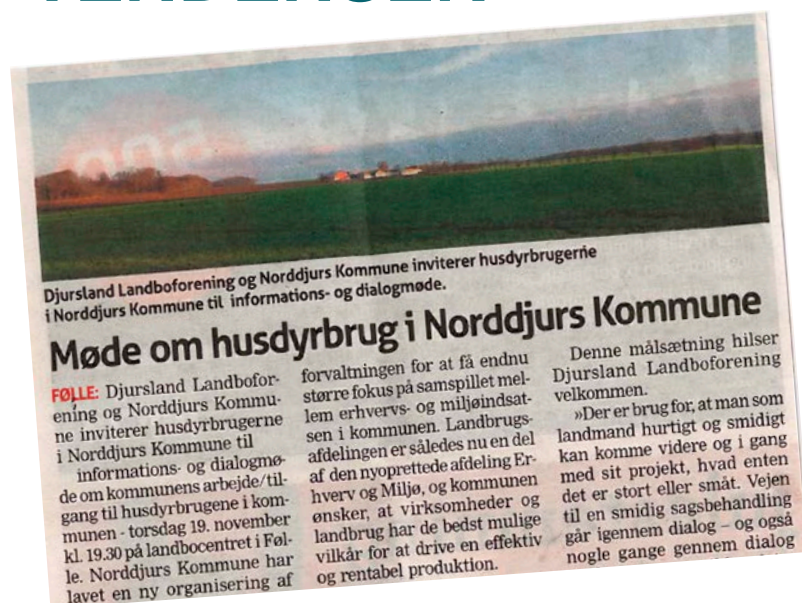 Djursland Landboforening og Norddjurs Kommune inviterer husdyrbrugerne
i Norddjurs Kommune til informations- og dialogmøde.
Møde om husdyrbrug i Norddjurs Kommune
FØLLE: Djursland Landbofor-
ening og Norddjurs Kommu-
ne inviterer husdyrbrugerne
i Norddjurs Kommune til
informations- og dialogmø-
de om kommunens arbejde/til-
gang til husdyrbrugene i kom-
munen - torsdag 19. november
kl. 19.30 på landbocentret i Føl-
le. Norddjurs Kommune har
lavet en ny organisering af
forvaltningen for at få endnu
større fokus på samspillet mel-
lem erhvervs- og miljøindsat-
sen i kommunen. Landbrugs-
afdelingen er således nu en del
af den nyoprettede afdeling Er-
hverv og Miljø, og kommunen
ønsker, at virksomheder og
landbrug har de bedst mulige
vilkår for at drive en effektiv
og rentabel produktion.
Denne målsætning hilser
Djursland Landboforening
velkommen.
»Der er brug for, at man som
landmand hurtigt og smidigt
kan komme videre og i gang
med sit projekt, hvad enten
det er stort eller småt. Vejen
til en smidig sagsbehandling
går igennem dialog – og også
nogle gange gennem dialog